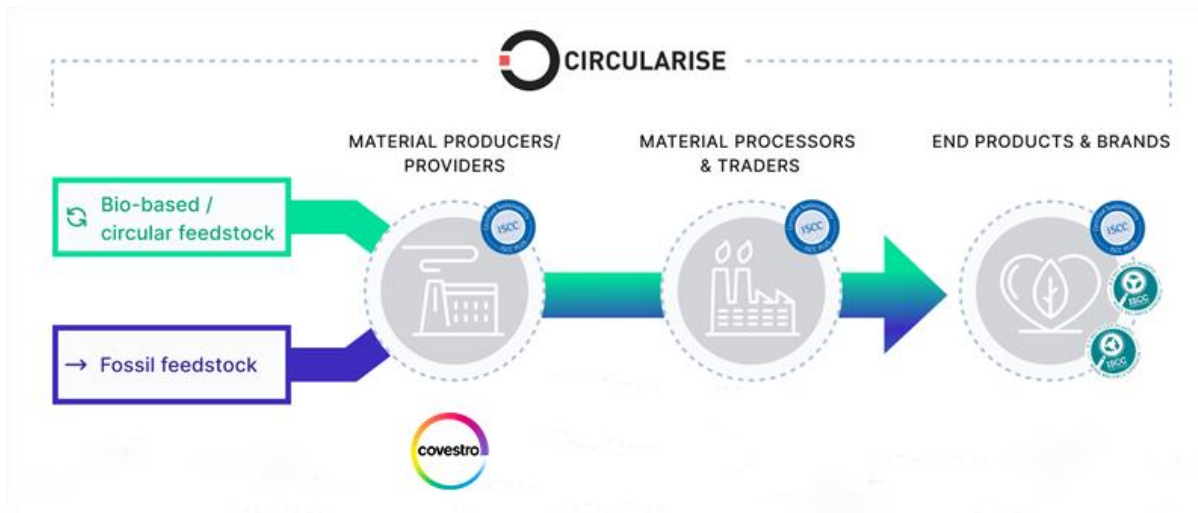 CIRCULARISE
MATERIAL PRODUCERS/
PROVIDERS
MATERIAL PROCESSORS
& TRADERS
END PRODUCTS & BRANDS
Bio-based /
circular feedstock
Fossil feedstock
ISCC
ISCC
ISCC
ISCC
ISCC
covestro